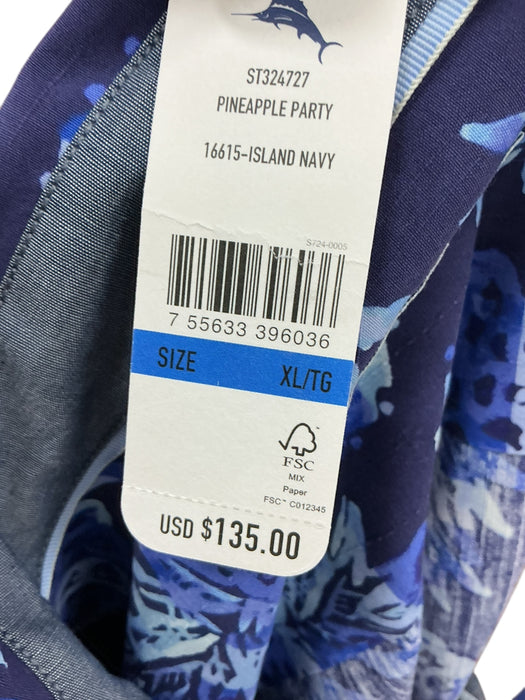 ST324727
PINEAPPLE PARTY
16615-ISLAND NAVY
S724-0005
7 55633 396036
SIZE XL/TG
FSC
MIX
Paper
FSC™ C012345
USD $135.00